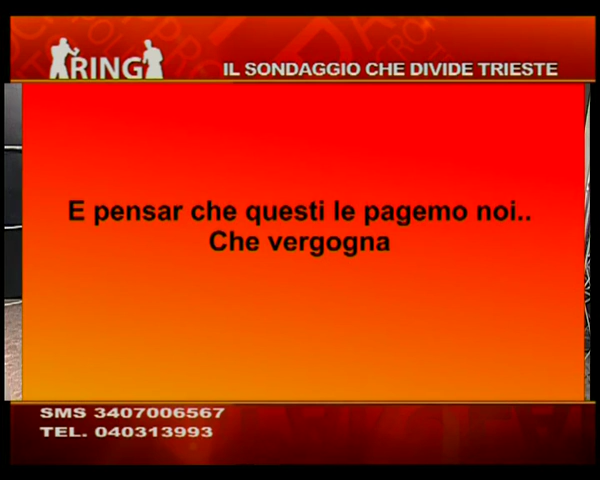 RING
IL SONDAGGIO CHE DIVIDE TRIESTE
E pensar che questi le pagemo noi..
Che vergogna
SMS 3407006567
TEL. 040313993